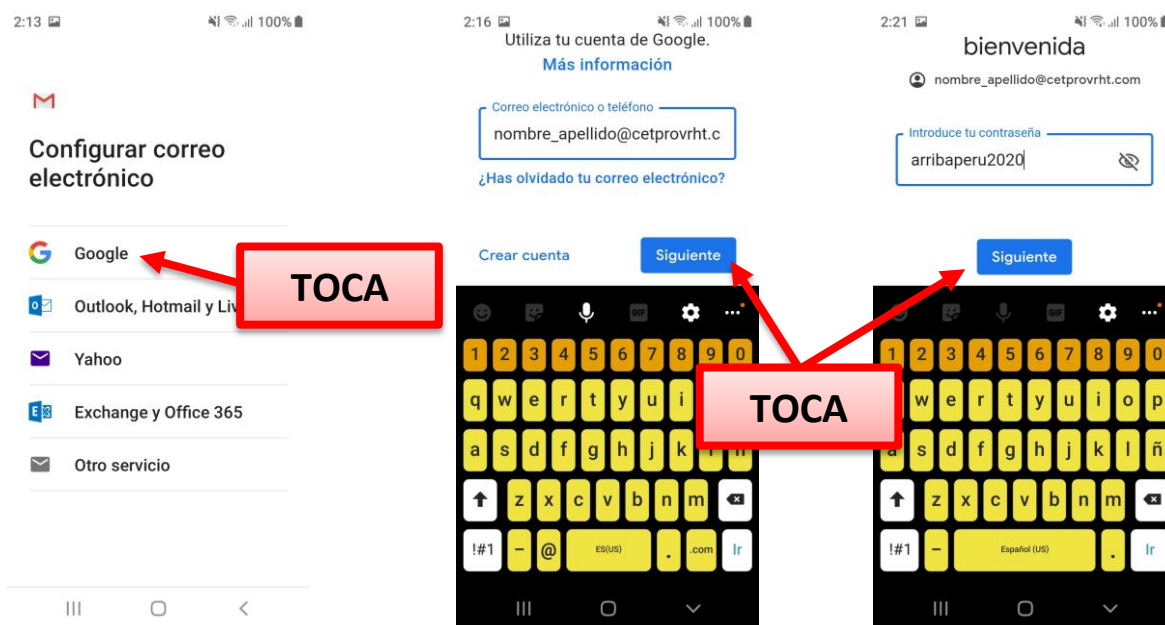 2:13
100%
Configurar correo
electrónico
Google
Outlook, Hotmail y Liv
Yahoo
Exchange y Office 365
Otro servicio
TOCA
2:16
100%
Utiliza tu cuenta de Google.
Más información
Correo electrónico o teléfono
nombre_apellido@cetprovrht.c
¿Has olvidado tu correo electrónico?
Crear cuenta
Siguiente
GIF
1 2 3 4 5 6 7 8 9 0
q w e r t y u i
a s d f g h j k
z x c v b n m
!#1 - @ ES(US) . .com Ir
TOCA
2:21
100%
bienvenida
nombre_apellido@cetprovrht.com
Introduce tu contraseña
arribaperu2020
Siguiente
GIF
1 2 3 4 5 6 7 8 9 0
w e r t y u i o p
a s d f g h j k l ñ
z x c v b n m
!#1 - Español (US) . Ir